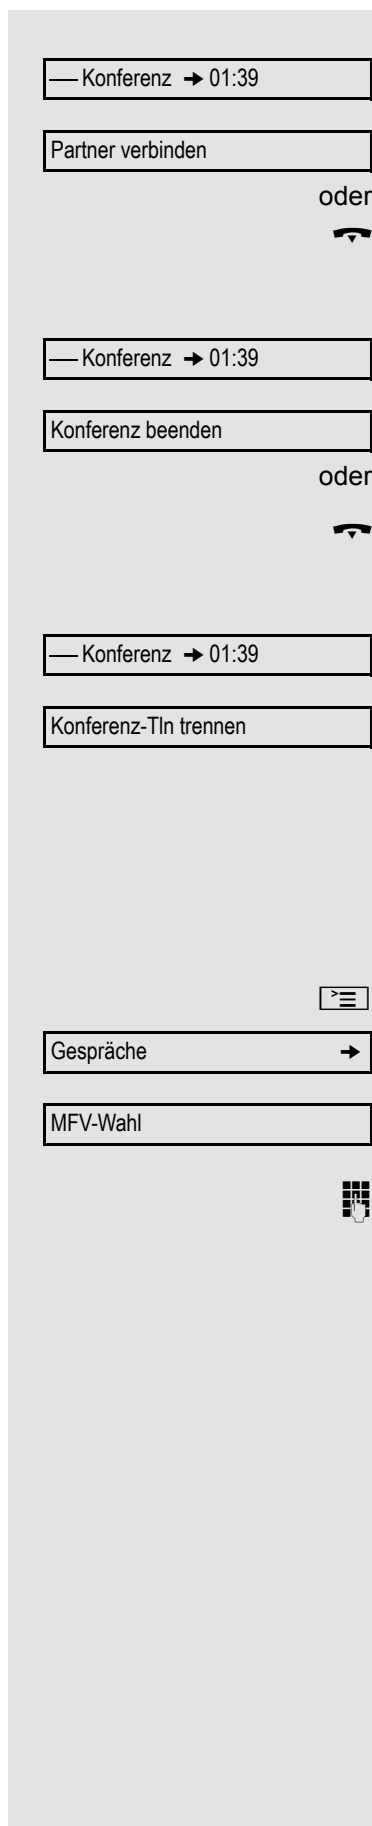 — Konferenz → 01:39
Partner verbinden
oder
— Konferenz → 01:39
Konferenz beenden
oder
— Konferenz → 01:39
Konferenz-Tln trennen
Gespräche →
MFV-Wahl